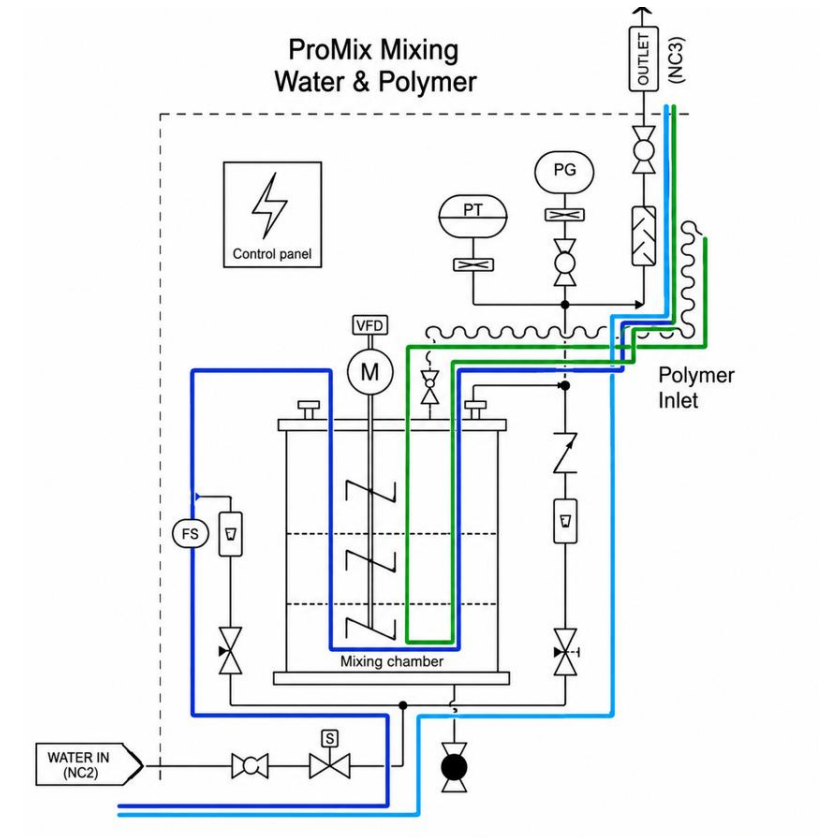 ProMix Mixing
Water & Polymer
OUTLET
(NC3)
PG
PT
Control panel
VFD
M
Polymer
Inlet
FS
Mixing chamber
S
WATER IN
(NC2)